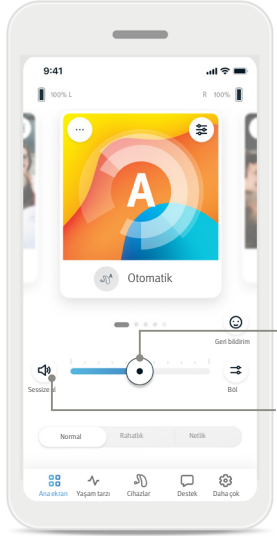 9:41
100% L
R 100%
A
Otomatik
Geri bildirim
Sessize al
Böl
Normal
Rahatlık
Netlik
Ana ekran
Yaşam tarzı
Cihazlar
Destek
Daha çok